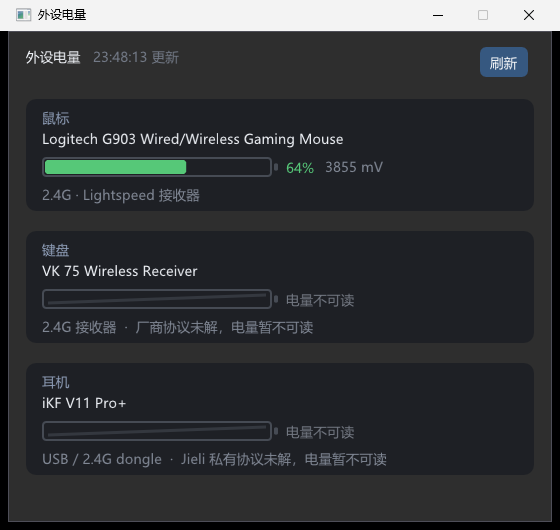 外设电量
外设电量 23:48:13 更新
刷新
鼠标
Logitech G903 Wired/Wireless Gaming Mouse
64% 3855 mV
2.4G · Lightspeed 接收器
键盘
VK 75 Wireless Receiver
电量不可读
2.4G 接收器 · 厂商协议未解，电量暂不可读
耳机
iKF V11 Pro+
电量不可读
USB / 2.4G dongle · Jieli 私有协议未解，电量暂不可读